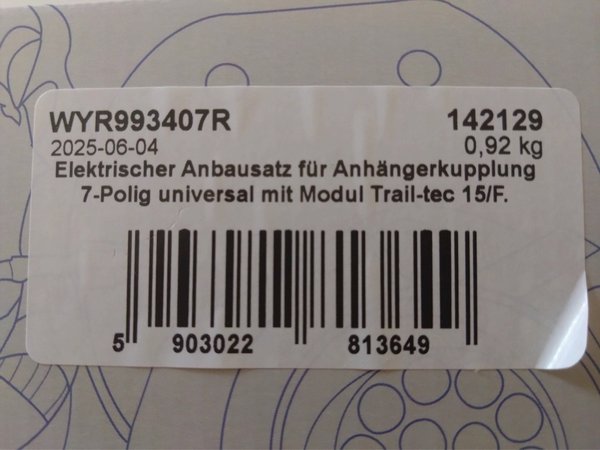 WYR993407R 142129
2025-06-04 0,92 kg
Elektrischer Anbausatz für Anhängerkupplung
7-Polig universal mit Modul Trail-tec 15/F.
5 903022 813649